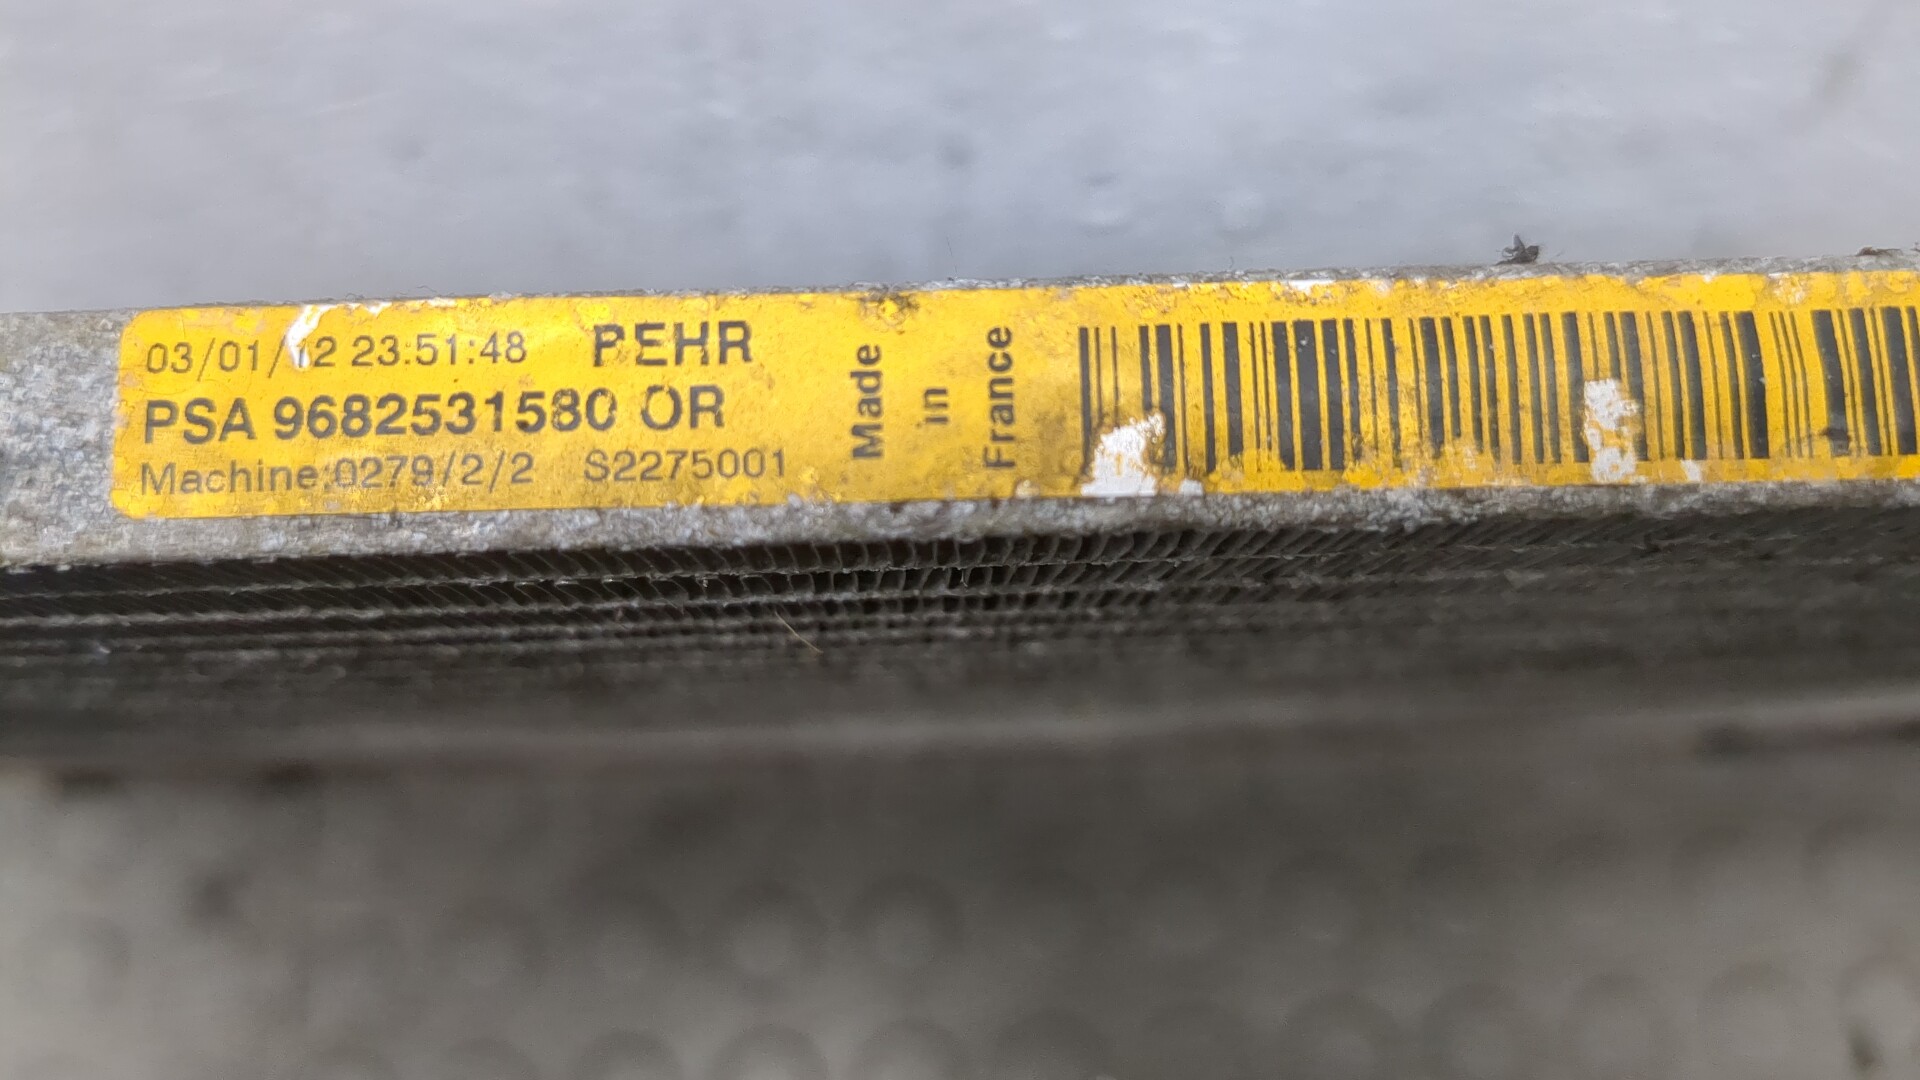 03/01/12 23:51:48 BEHR
PSA 9682531580 OR
Machine:0279/2/2 S2275001
Made
in
France